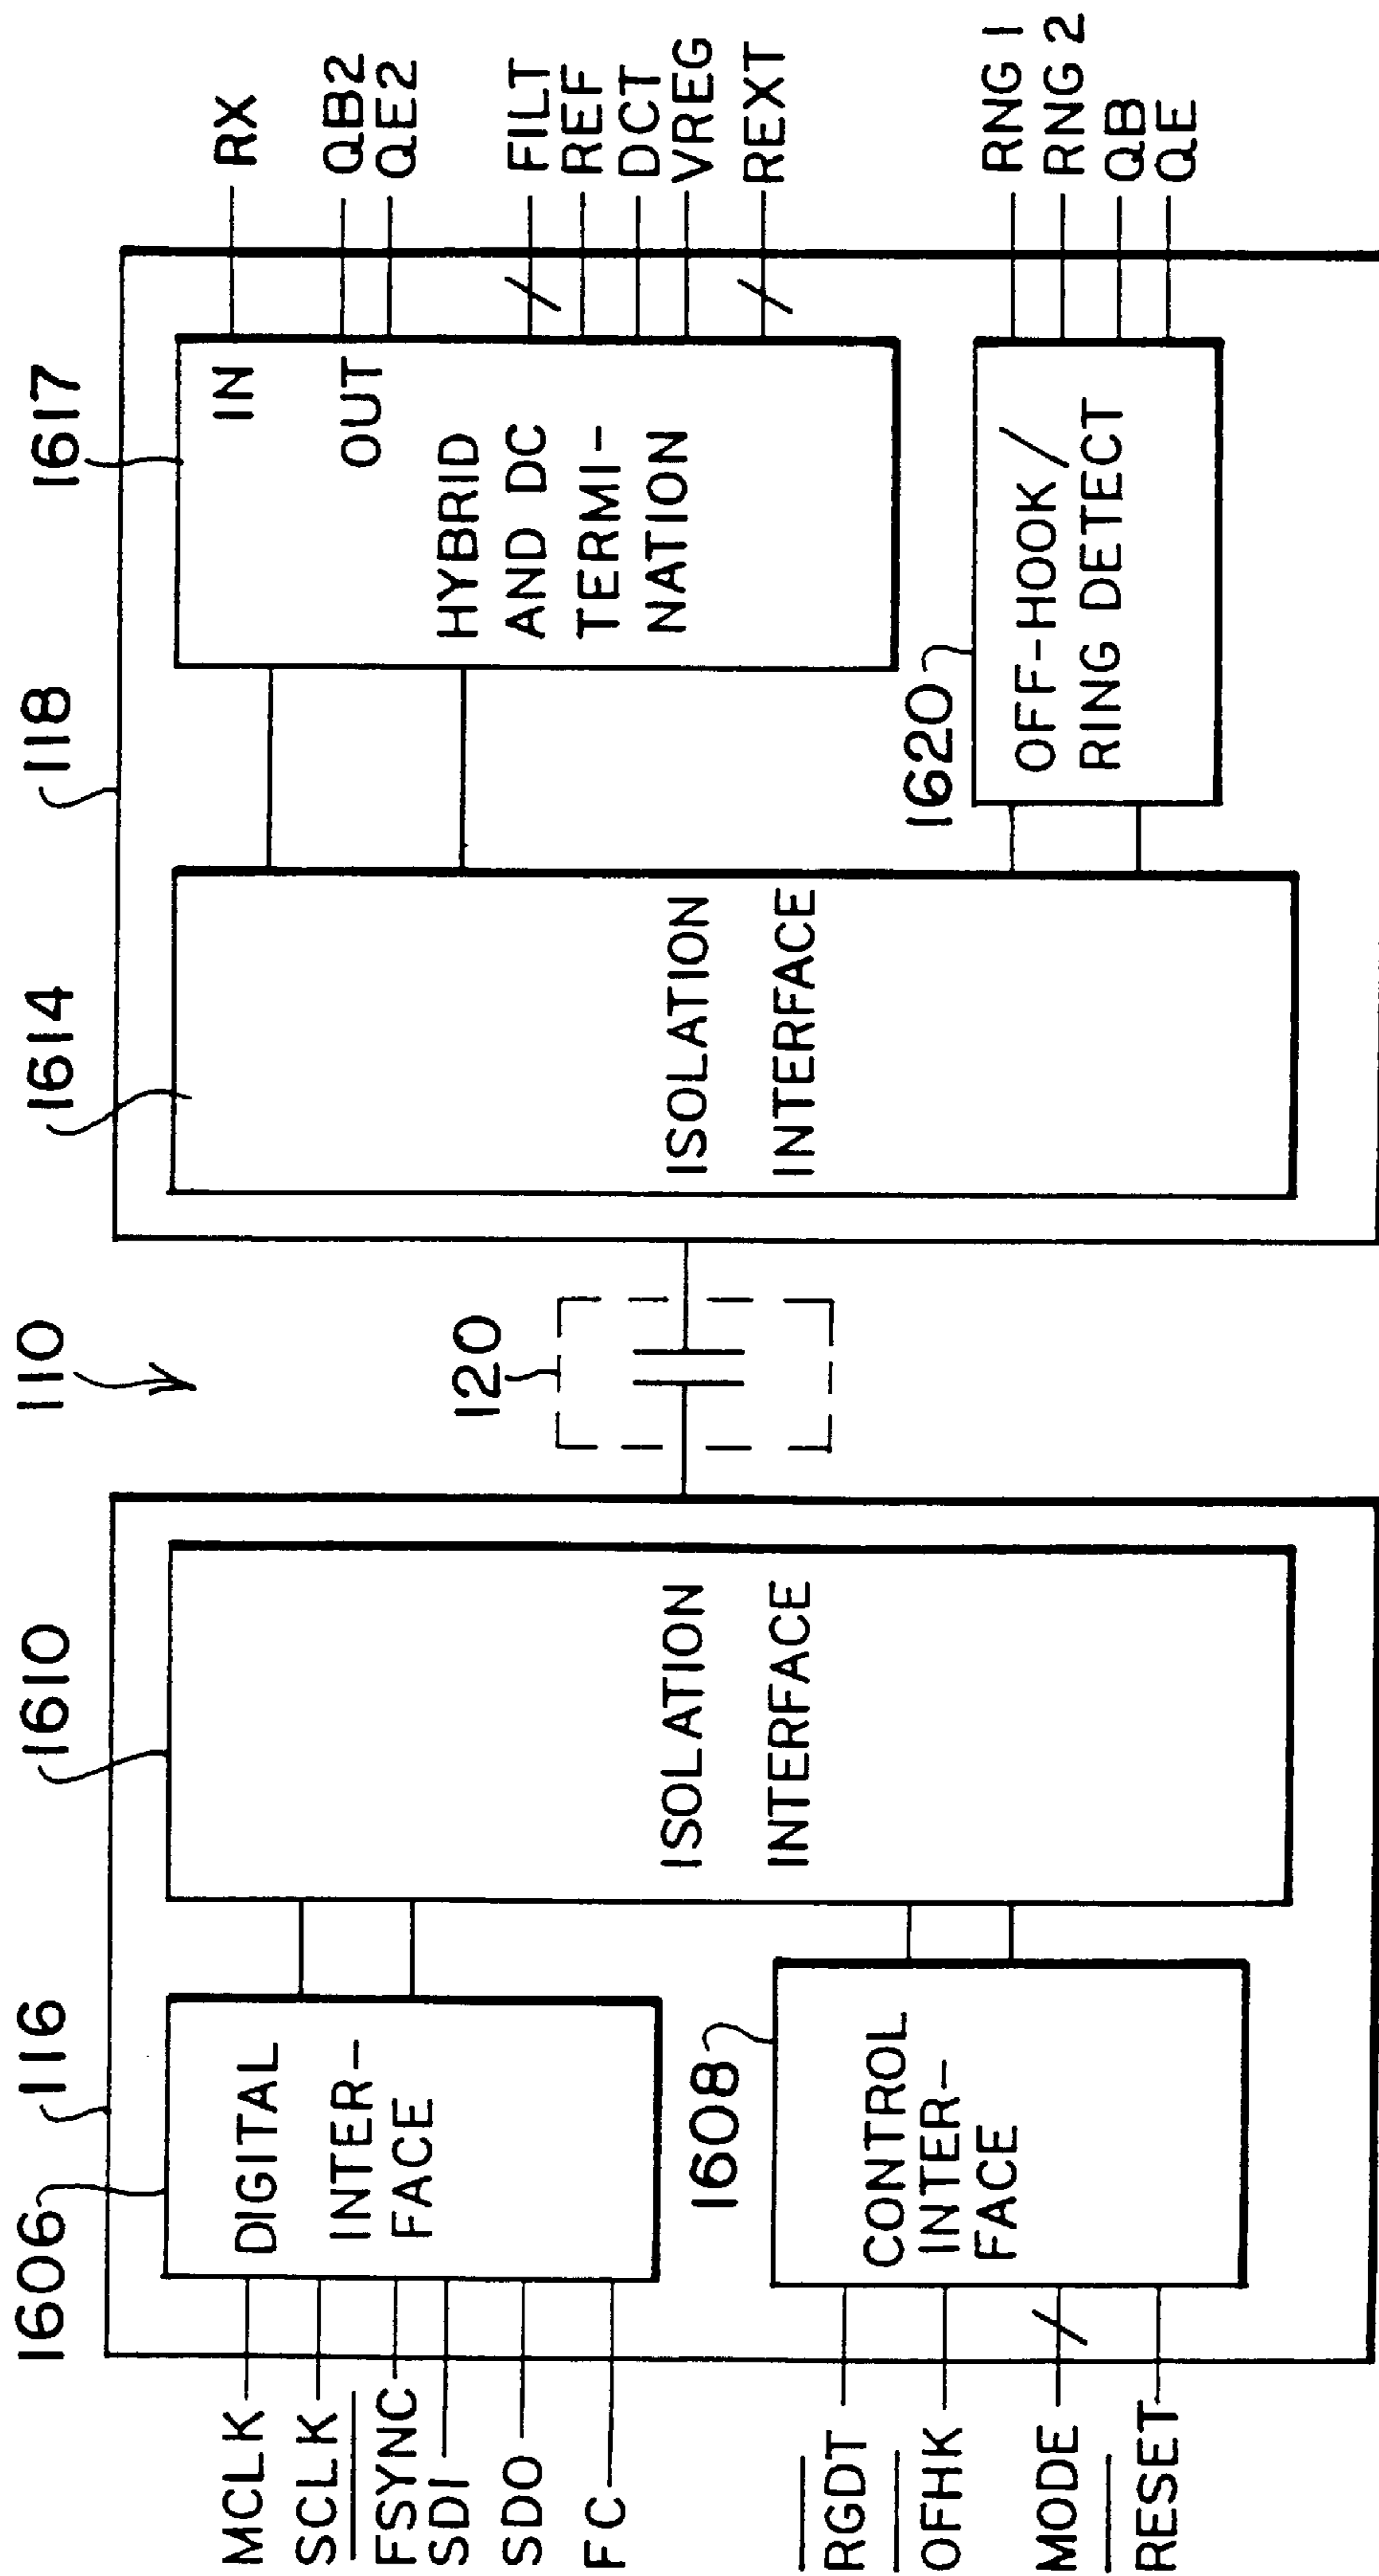 110
1606
116
1610
1614
118
1617
MCLK
SCLK
FSYNC
SDI
SDO
FC
DIGITAL
INTER-
FACE
1608
RGDT
OFHK
MODE
RESET
CONTROL
INTER-
FACE
ISOLATION
INTERFACE
120
ISOLATION
INTERFACE
IN
OUT
HYBRID
AND DC
TERMI-
NATION
1620
OFF-HOOK/
RING DETECT
RX
QB2
QE2
FILT
REF
DCT
VREG
REXT
RNG 1
RNG 2
QB
QE